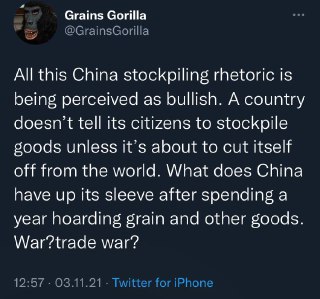 Grains Gorilla
@GrainsGorilla
All this China stockpiling rhetoric is
being perceived as bullish. A country
doesn't tell its citizens to stockpile
goods unless it's about to cut itself
off from the world. What does China
have up its sleeve after spending a
year hoarding grain and other goods.
War?trade war?
12:57 · 03.11.21 · Twitter for iPhone